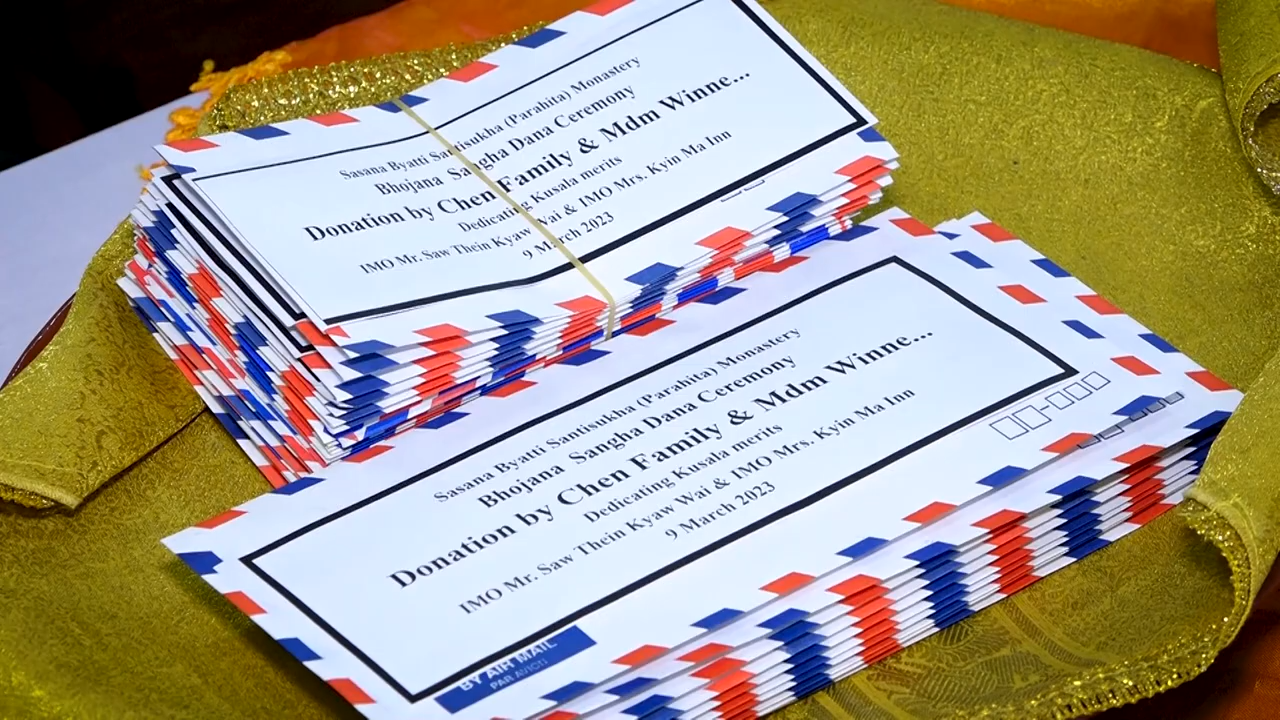 Sasana Byatti Santisukha (Parahita) Monastery
Bhojana Sangha Dana Ceremony
Donation by Chen Family & Mdm Winne...
Dedicating Kusala merits
IMO Mr. Saw Thein Kyaw Wai & IMO Mrs. Kyin Ma Inn
9 March 2023
Sasana Byatti Santisukha (Parahita) Monastery
Bhojana Sangha Dana Ceremony
Donation by Chen Family & Mdm Winne...
Dedicating Kusala merits
IMO Mr. Saw Thein Kyaw Wai & IMO Mrs. Kyin Ma Inn
9 March 2023
BY AIR MAIL
PAR AVION